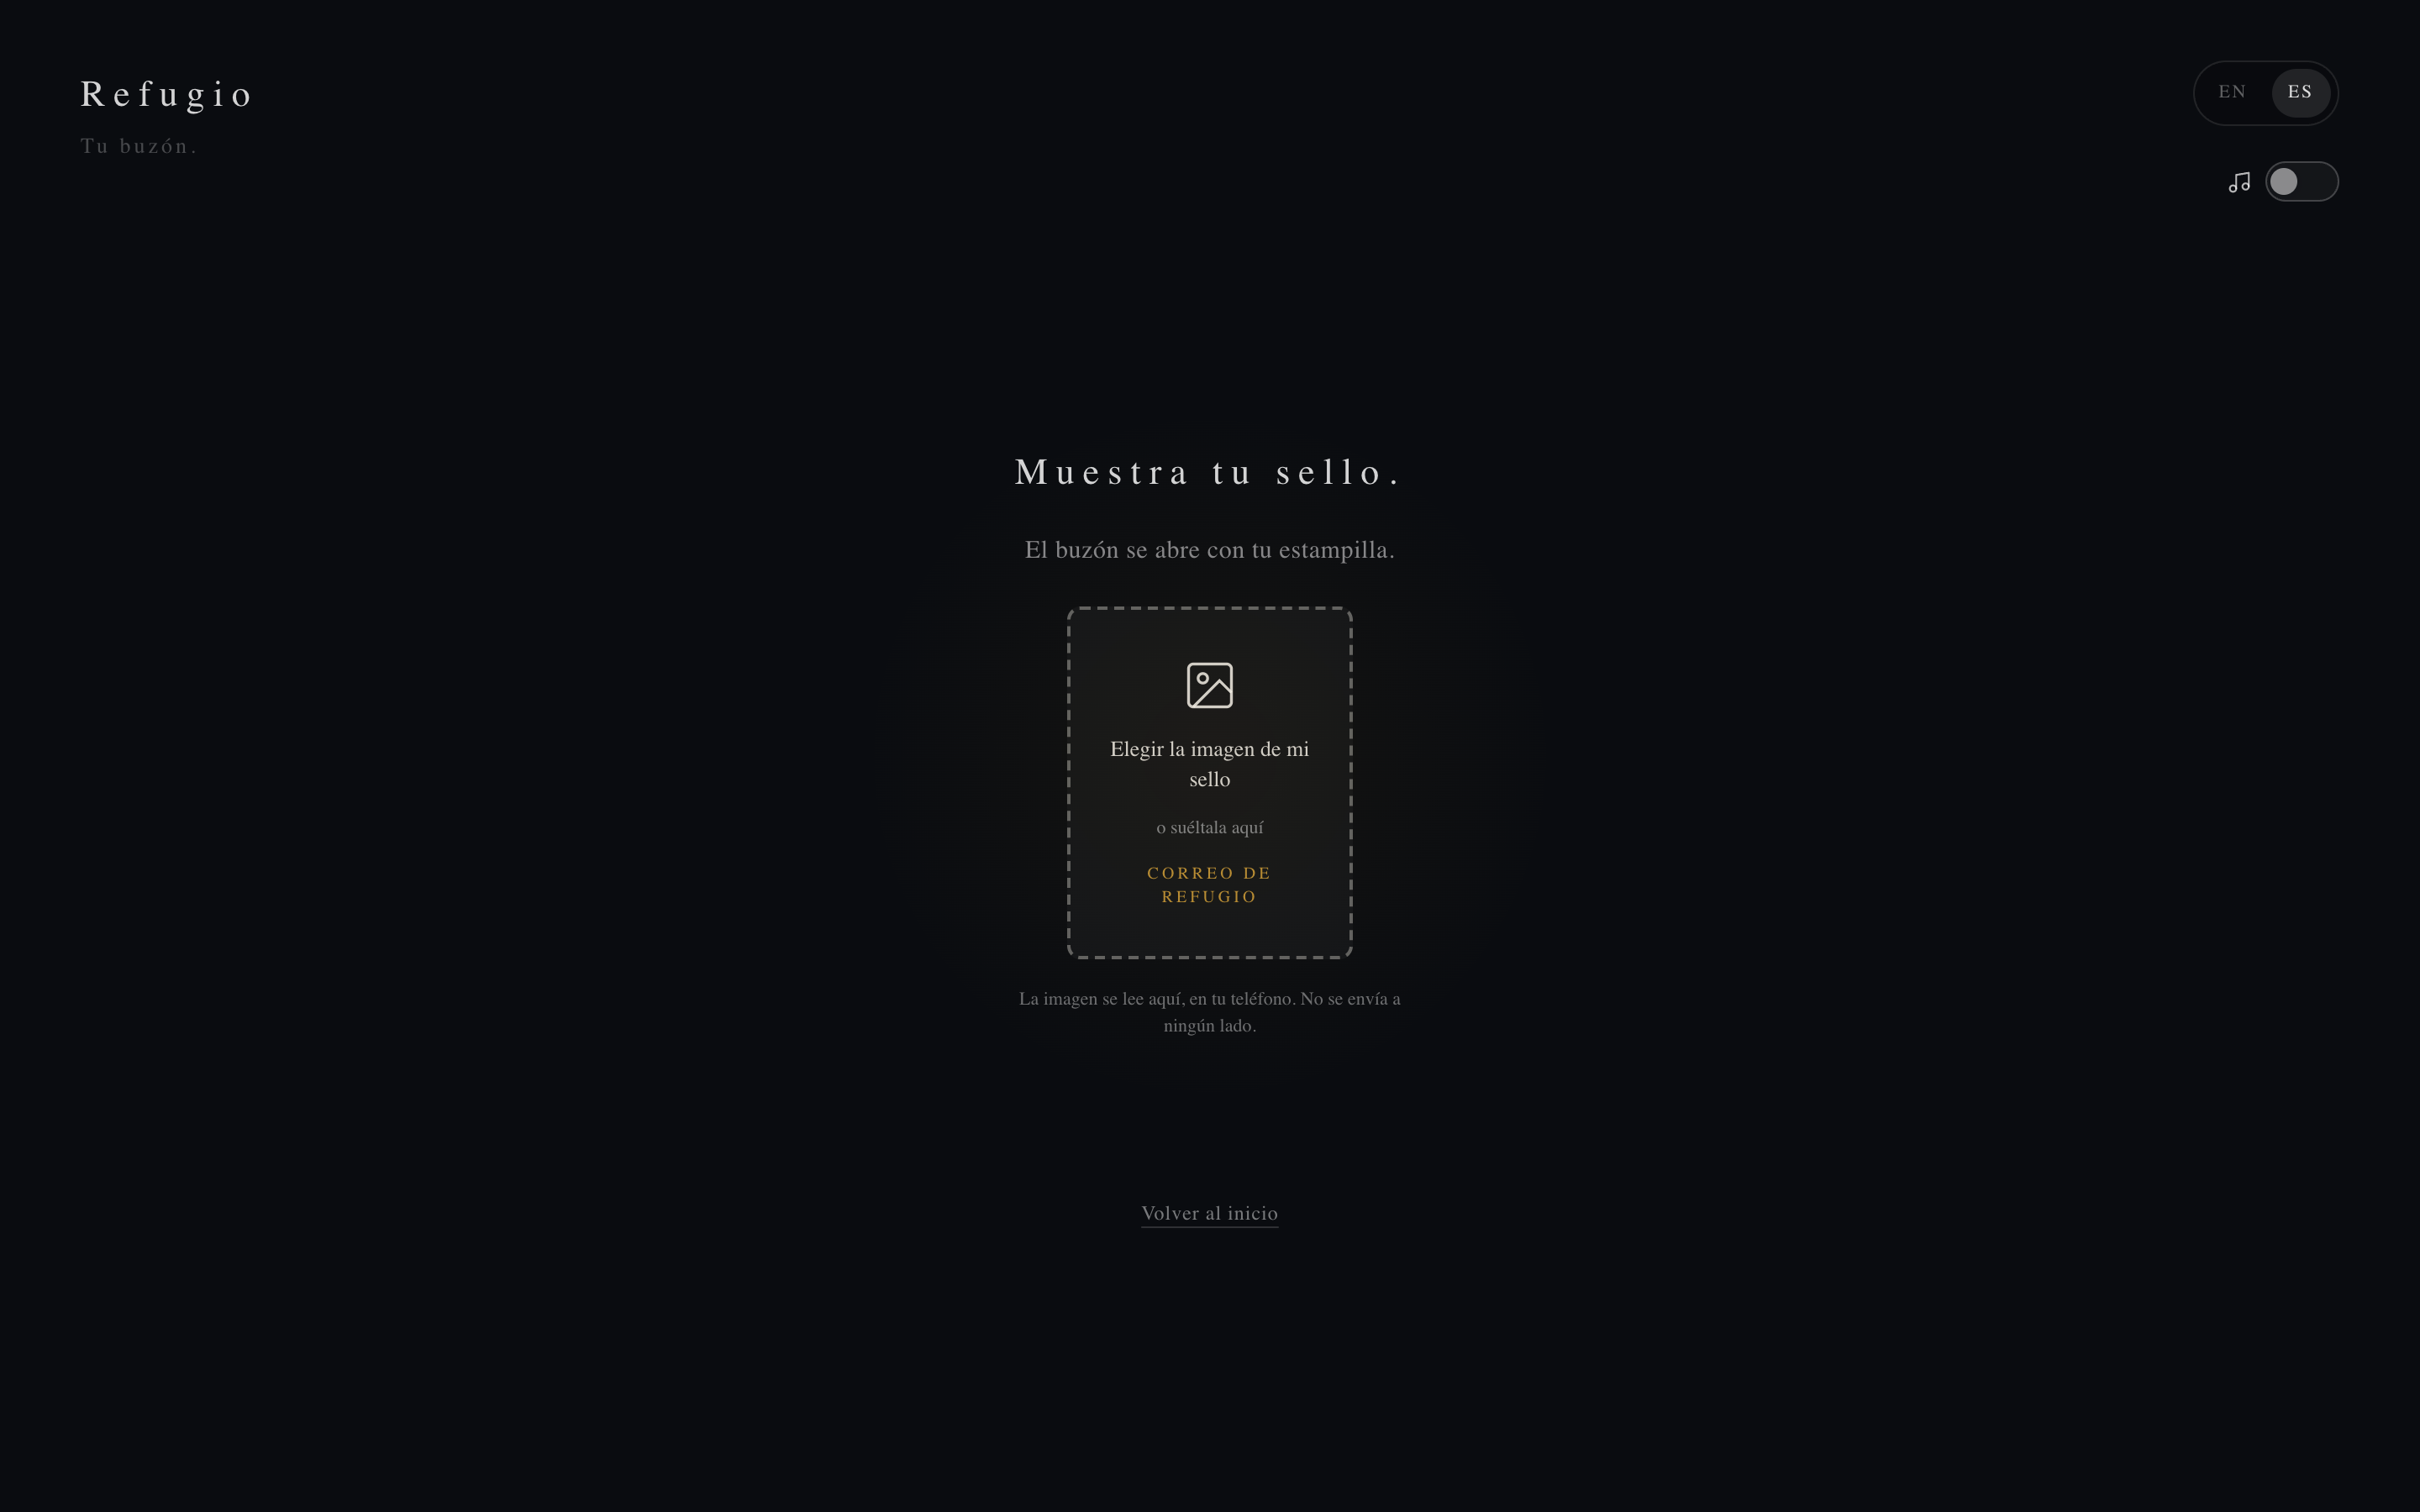 Refugio
Tu buzón.
EN
ES
Muestra tu sello.
El buzón se abre con tu estampilla.
Elegir la imagen de mi
sello
o suéltala aquí
CORREO DE
REFUGIO
La imagen se lee aquí, en tu teléfono. No se envía a
ningún lado.
Volver al inicio